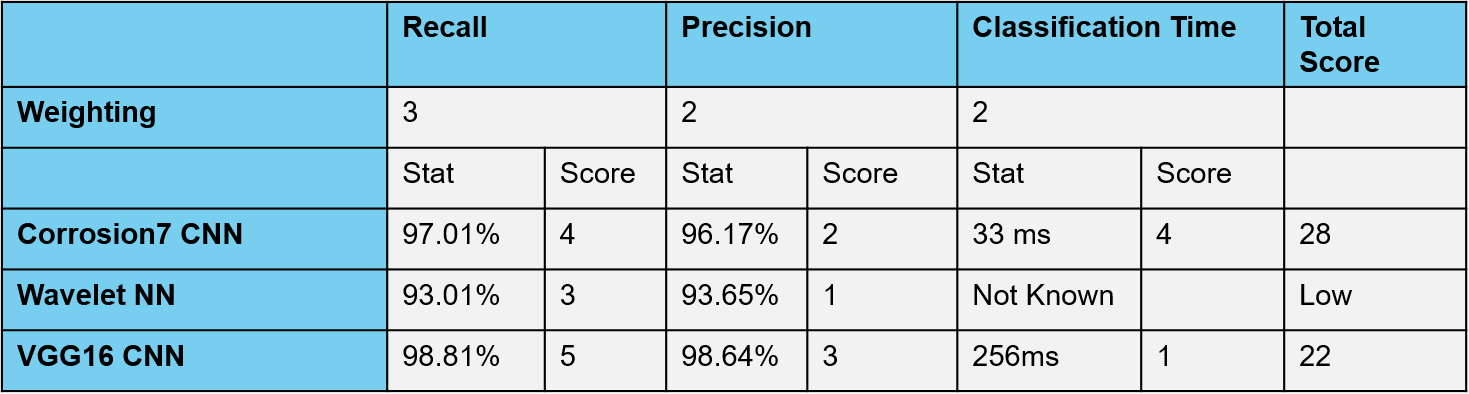 Recall Precision Classification Time Total
Score
Weighting 3 2 2
Stat Score Stat Score Stat Score
Corrosion7 CNN 97.01% 4 96.17% 2 33 ms 4 28
Wavelet NN 93.01% 3 93.65% 1 Not Known Low
VGG16 CNN 98.81% 5 98.64% 3 256ms 1 22